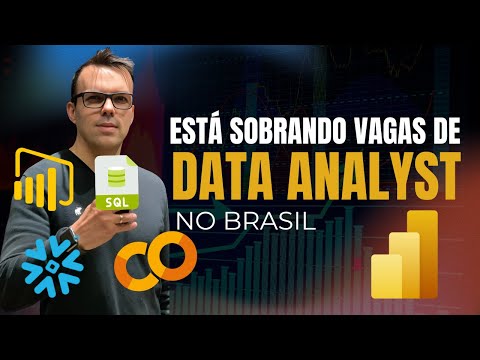 ESTÁ SOBRANDO VAGAS DE
DATA ANALYST
NO BRASIL
SQL